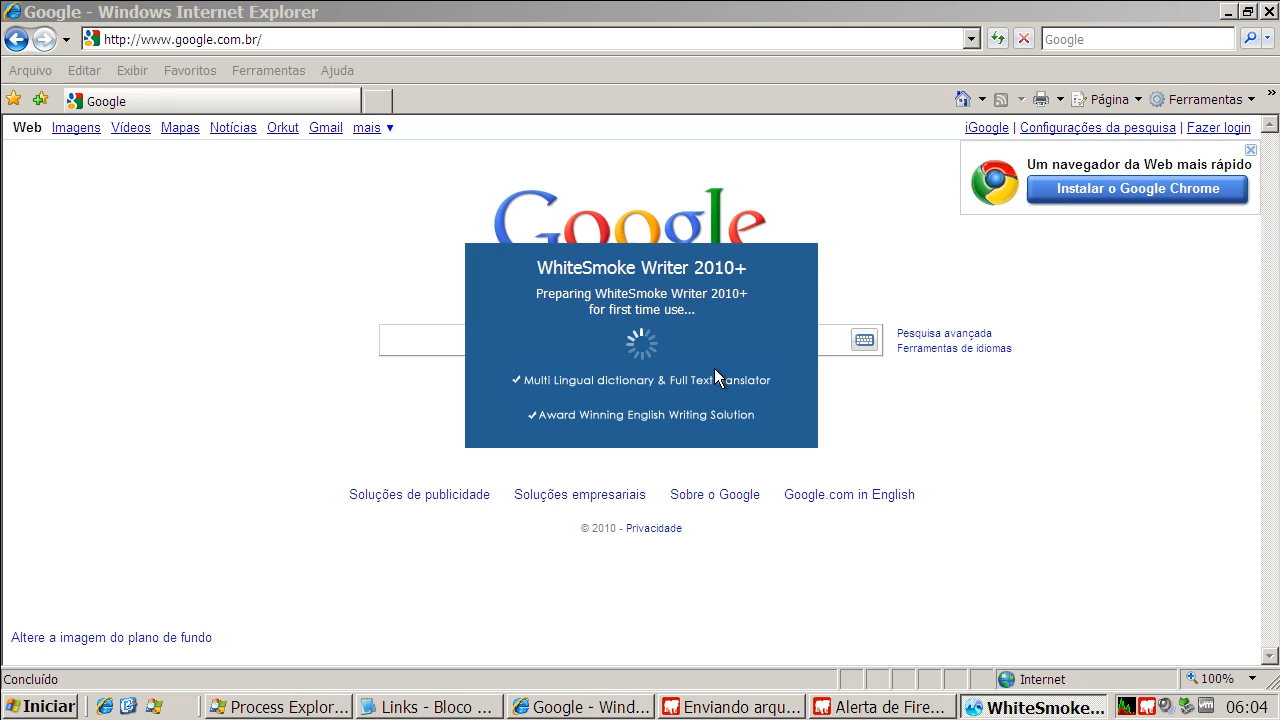 Google - Windows Internet Explorer
http://www.google.com.br/
Google
Arquivo Editar Exibir Favoritos Ferramentas Ajuda
Google
Página Ferramentas »
Web Imagens Vídeos Mapas Notícias Orkut Gmail mais ▼
iGoogle | Configurações da pesquisa | Fazer login
Um navegador da Web mais rápido
Instalar o Google Chrome
Google
WhiteSmoke Writer 2010+
Preparing WhiteSmoke Writer 2010+
for first time use...
Multi Lingual dictionary & Full Text Translator
Award Winning English Writing Solution
Pesquisa avançada
Ferramentas de idiomas
Soluções de publicidade Soluções empresariais Sobre o Google Google.com in English
© 2010 - Privacidade
Altere a imagem do plano de fundo
Concluído
Internet
100%
Iniciar
Process Explor...
Links - Bloco ...
Google - Wind...
Enviando arqu...
Alerta de Fire...
WhiteSmoke...
06:04